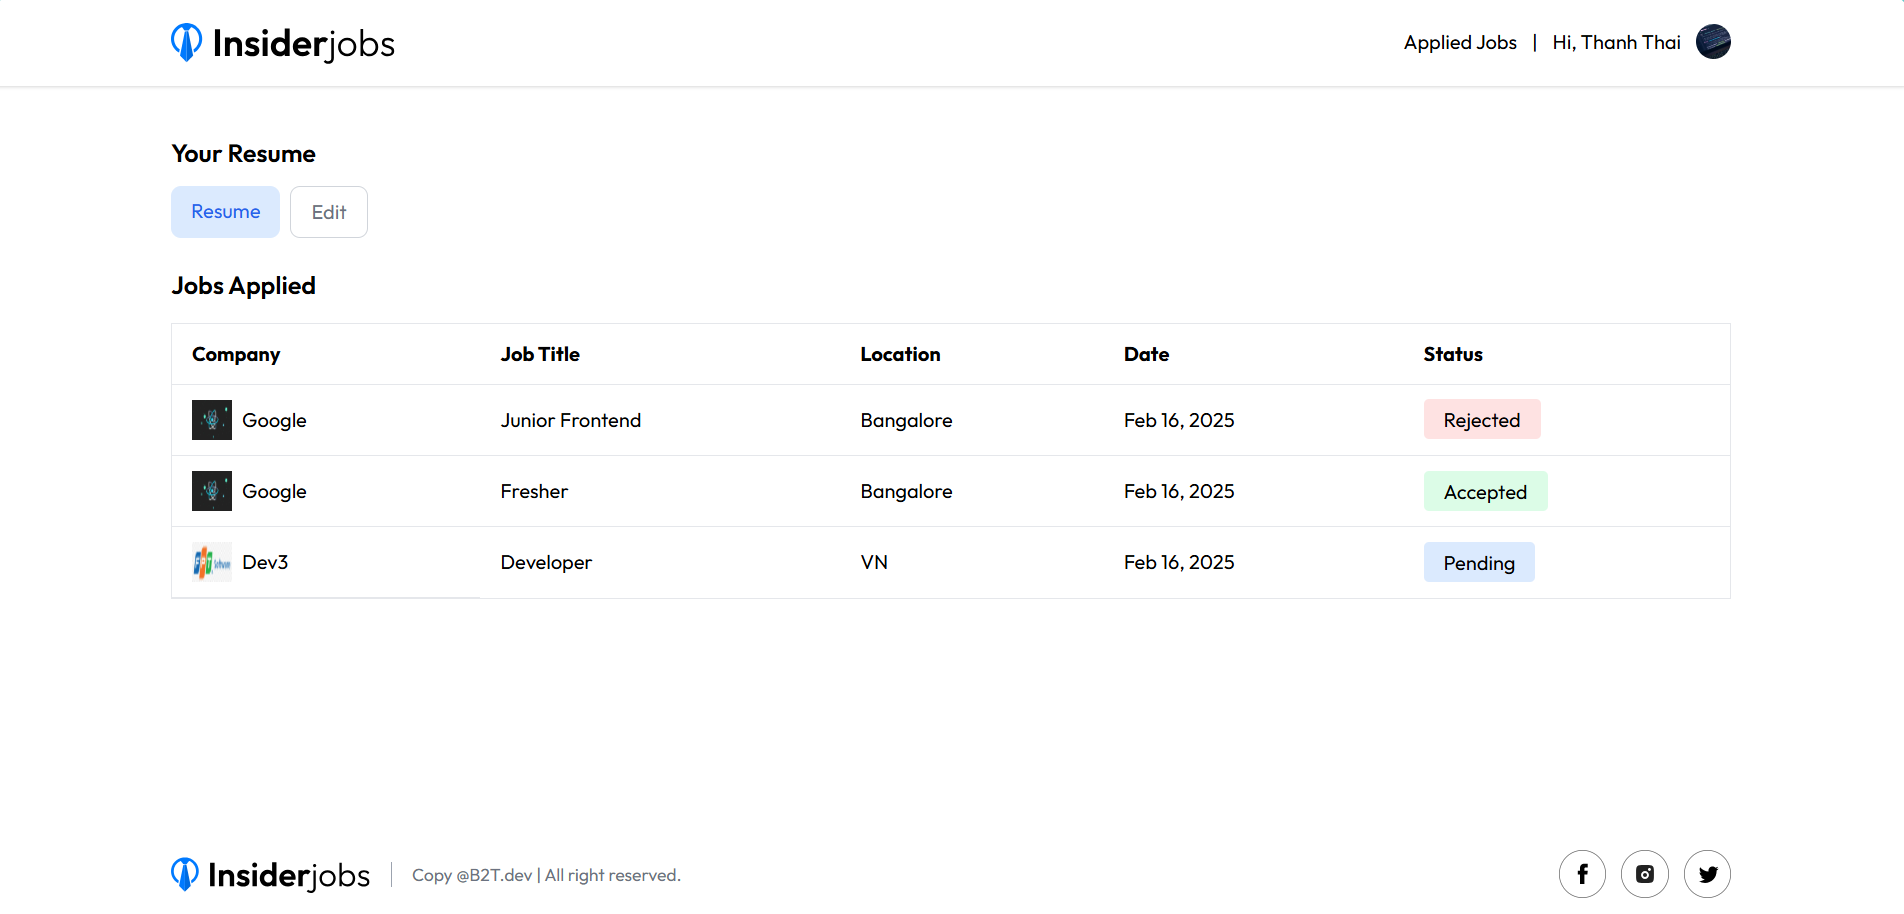 Insiderjobs
Applied Jobs | Hi, Thanh Thai
Your Resume
Resume Edit
Jobs Applied
Company Job Title Location Date Status
Google Junior Frontend Bangalore Feb 16, 2025 Rejected
Google Fresher Bangalore Feb 16, 2025 Accepted
FPT Software Dev3 Developer VN Feb 16, 2025 Pending
Insiderjobs | Copy @B2T.dev | All right reserved.